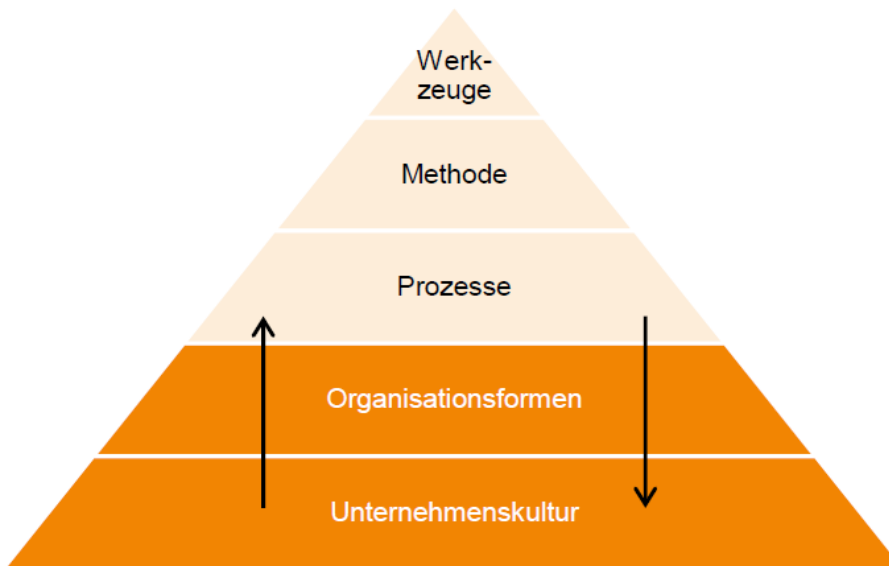 Werk-
zeuge
Methode
Prozesse
Organisationsformen
Unternehmenskultur